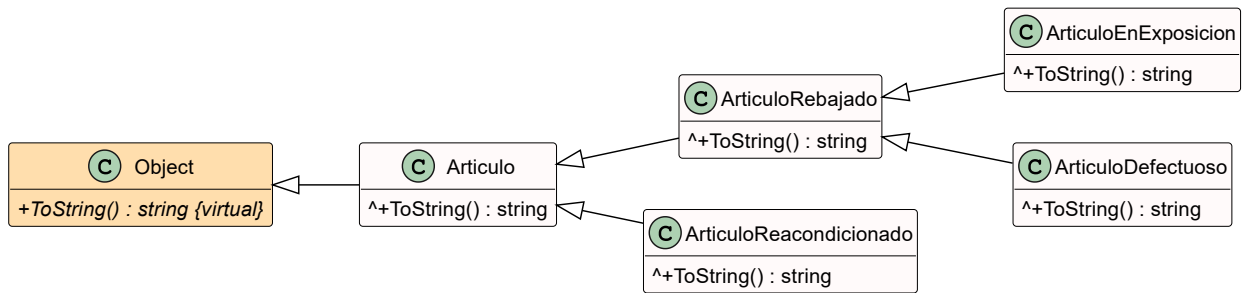 C Object
+ToString() : string {virtual}
C Articulo
^+ToString() : string
C ArticuloRebajado
^+ToString() : string
C ArticuloReacondicionado
^+ToString() : string
C ArticuloEnExposicion
^+ToString() : string
C ArticuloDefectuoso
^+ToString() : string